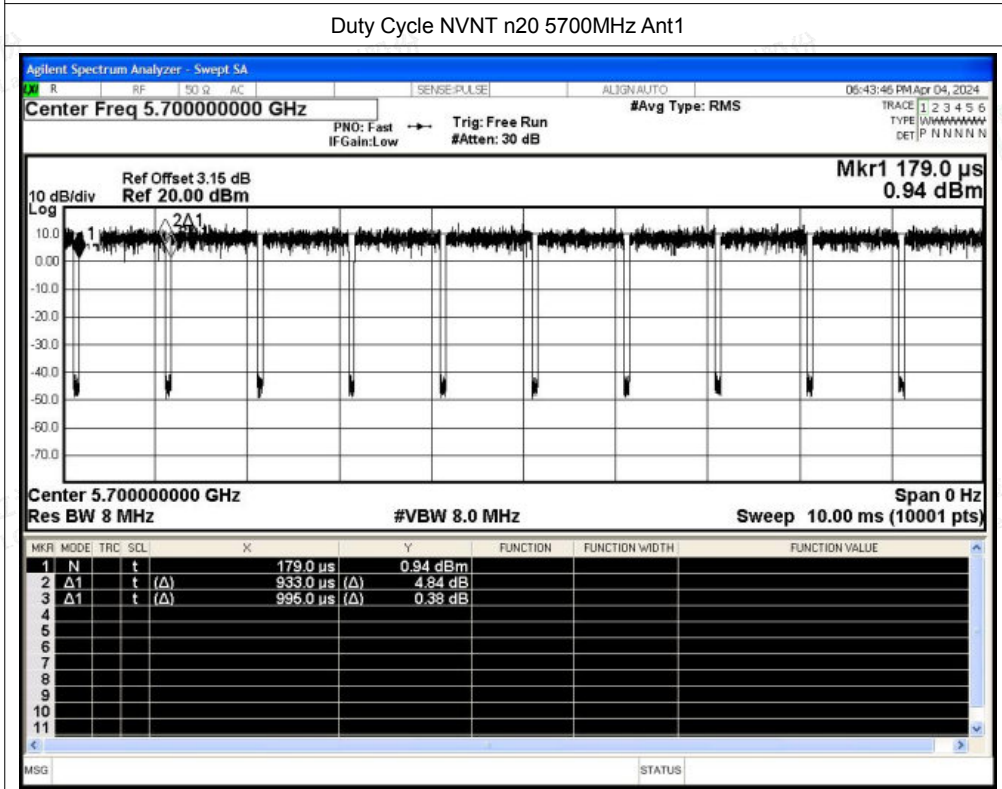 Duty Cycle NVNT n20 5700MHz Ant1
Agilent Spectrum Analyzer - Swept SA
R RF 50 Ω AC SENSE:PULSE ALIGN AUTO 06:43:46 PM Apr 04, 2024
Center Freq 5.700000000 GHz #Avg Type: RMS TRACE 1 2 3 4 5 6
PNO: Fast Trig: Free Run TYPE
IFGain:Low #Atten: 30 dB DET P N N N N N
Mkr1 179.0 µs
Ref Offset 3.15 dB
10 dB/div Ref 20.00 dBm 0.94 dBm
Log
2Δ1
10.0 1
0.00
-10.0
-20.0
-30.0
-40.0
-50.0
-60.0
-70.0
Center 5.700000000 GHz Span 0 Hz
Res BW 8 MHz #VBW 8.0 MHz Sweep 10.00 ms (10001 pts)
MKR MODE TRC SCL X Y FUNCTION FUNCTION WIDTH FUNCTION VALUE
1 N t 179.0 µs 0.94 dBm
2 Δ1 t (Δ) 933.0 µs (Δ) 4.84 dB
3 Δ1 t (Δ) 995.0 µs (Δ) 0.38 dB
4
5
6
7
8
9
10
11
MSG STATUS